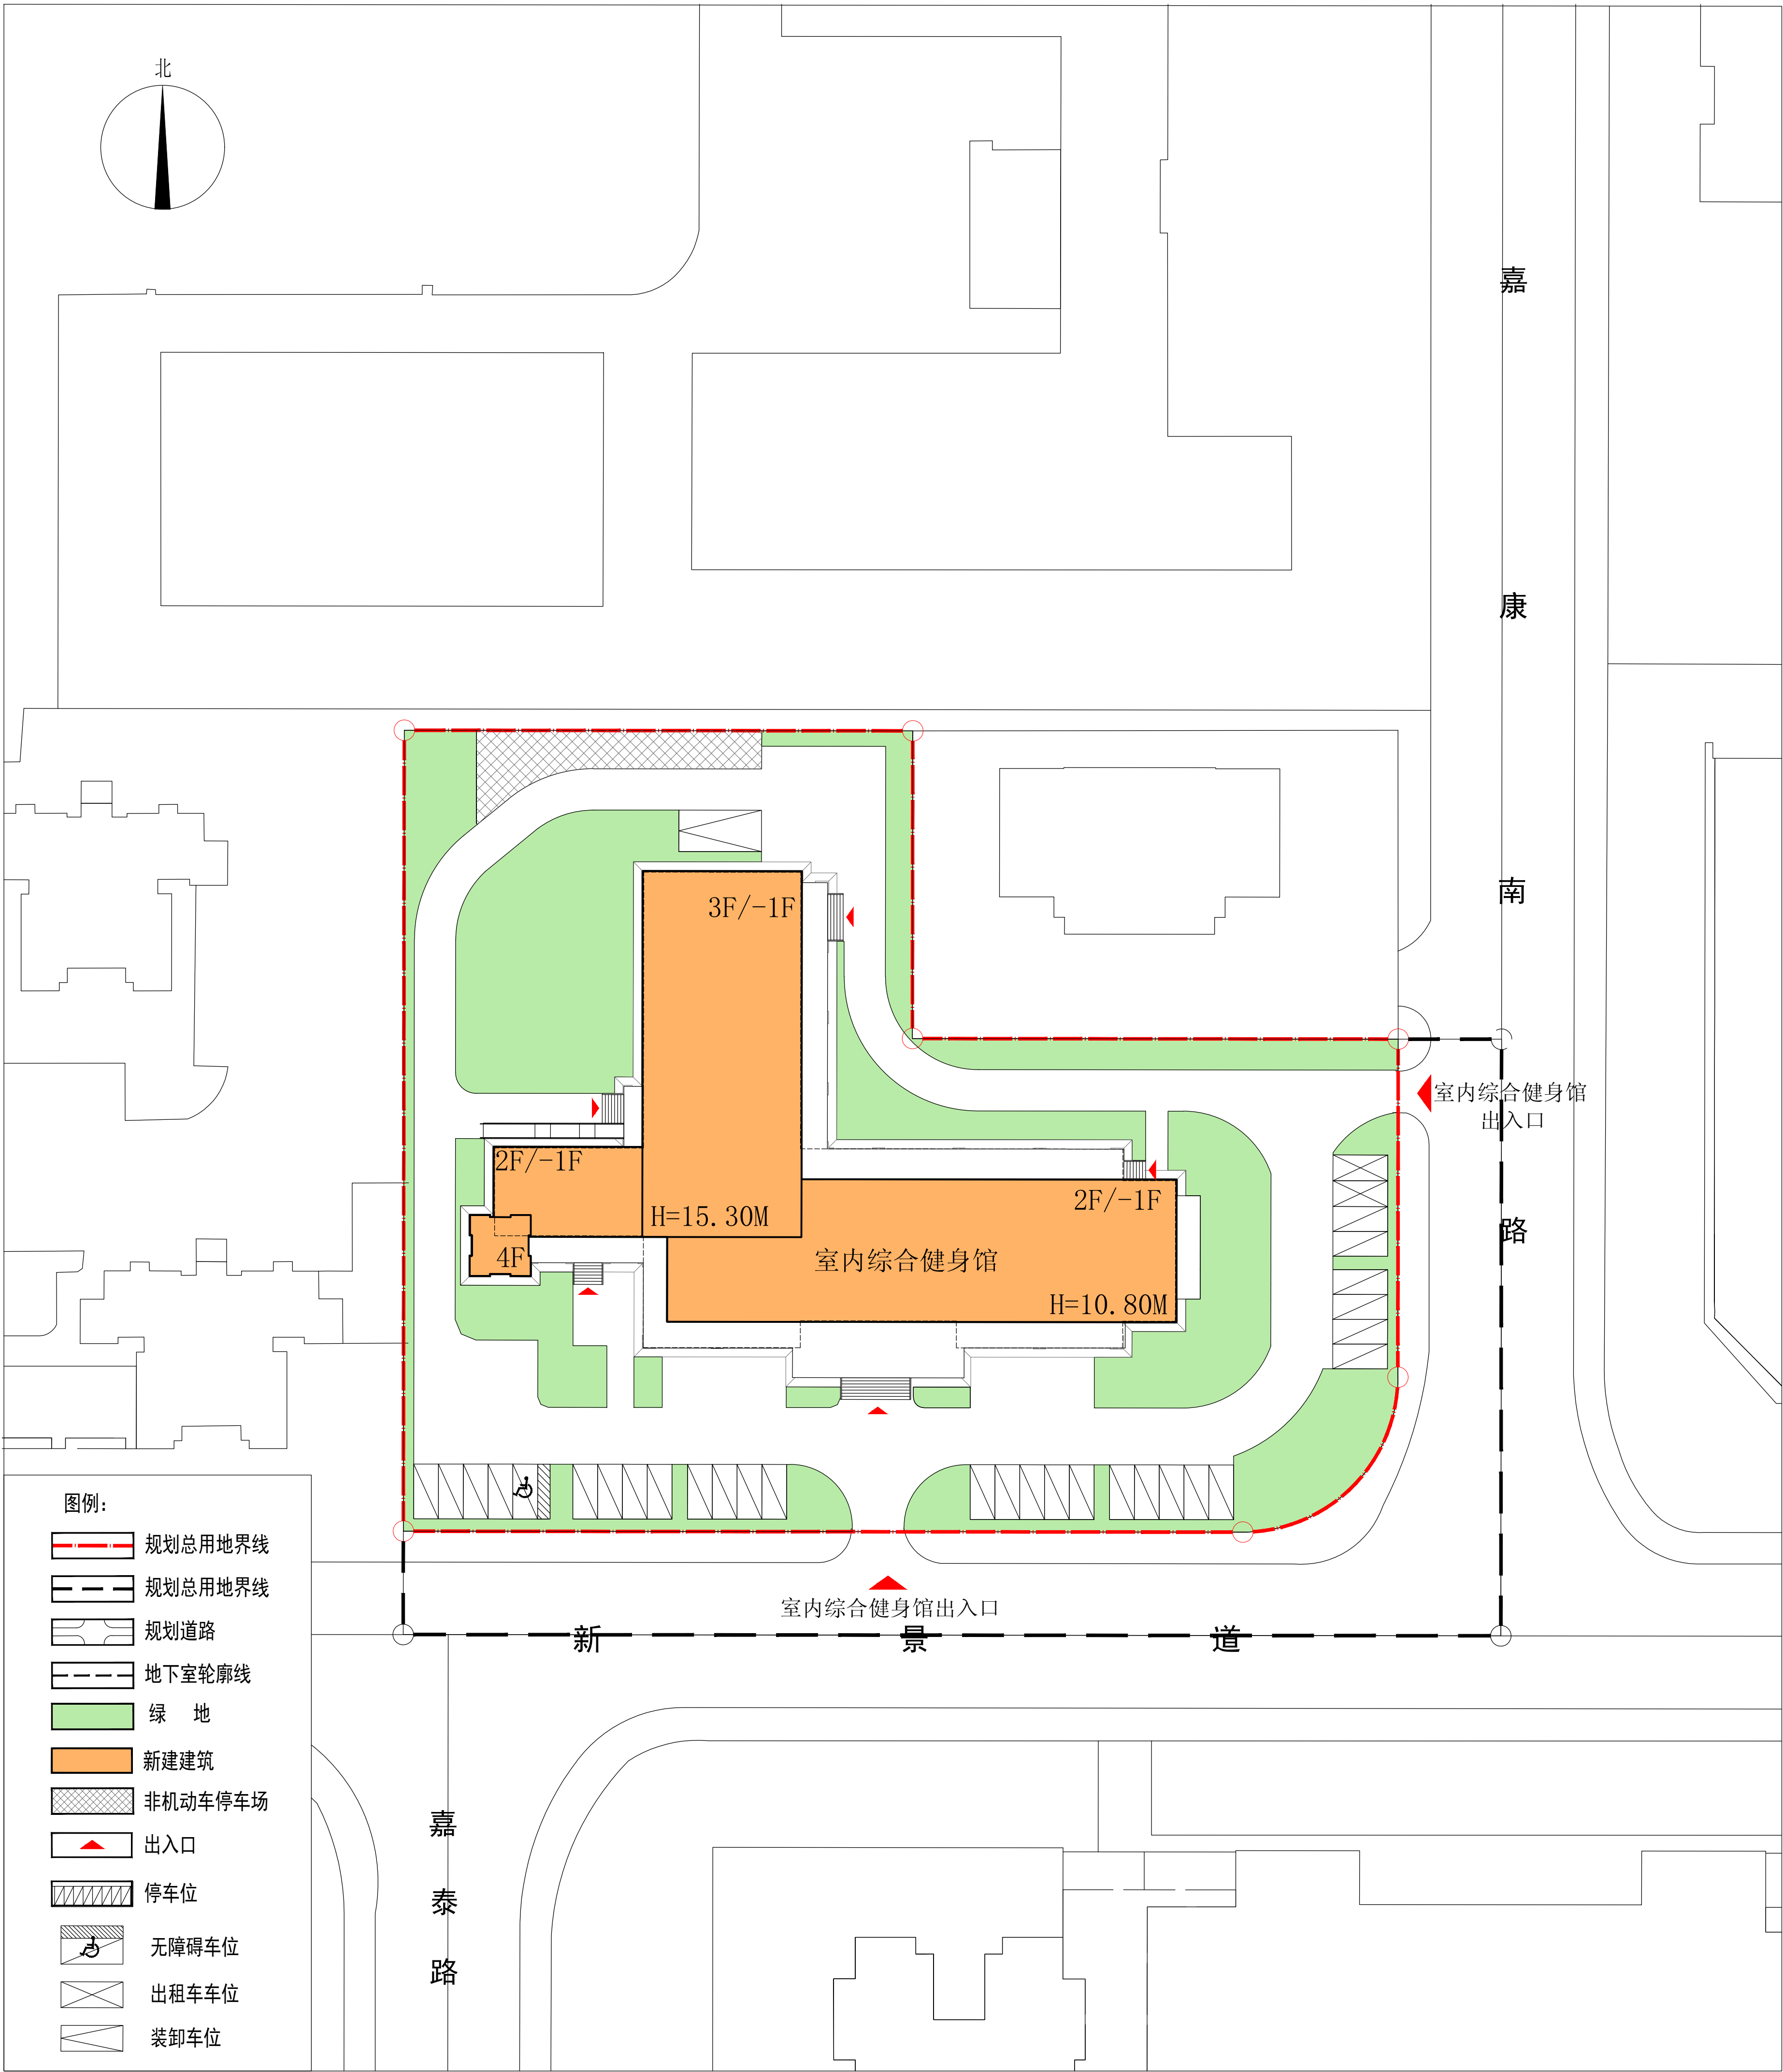 北
嘉
康
南
路
3F/-1F
室内综合健身馆
出入口
2F/-1F
H=15.30M
2F/-1F
4F
室内综合健身馆
H=10.80M
室内综合健身馆出入口
新 景 道
嘉
泰
路
图例:
规划总用地界线
规划总用地界线
规划道路
地下室轮廓线
绿 地
新建建筑
非机动车停车场
出入口
停车位
无障碍车位
出租车车位
装卸车位